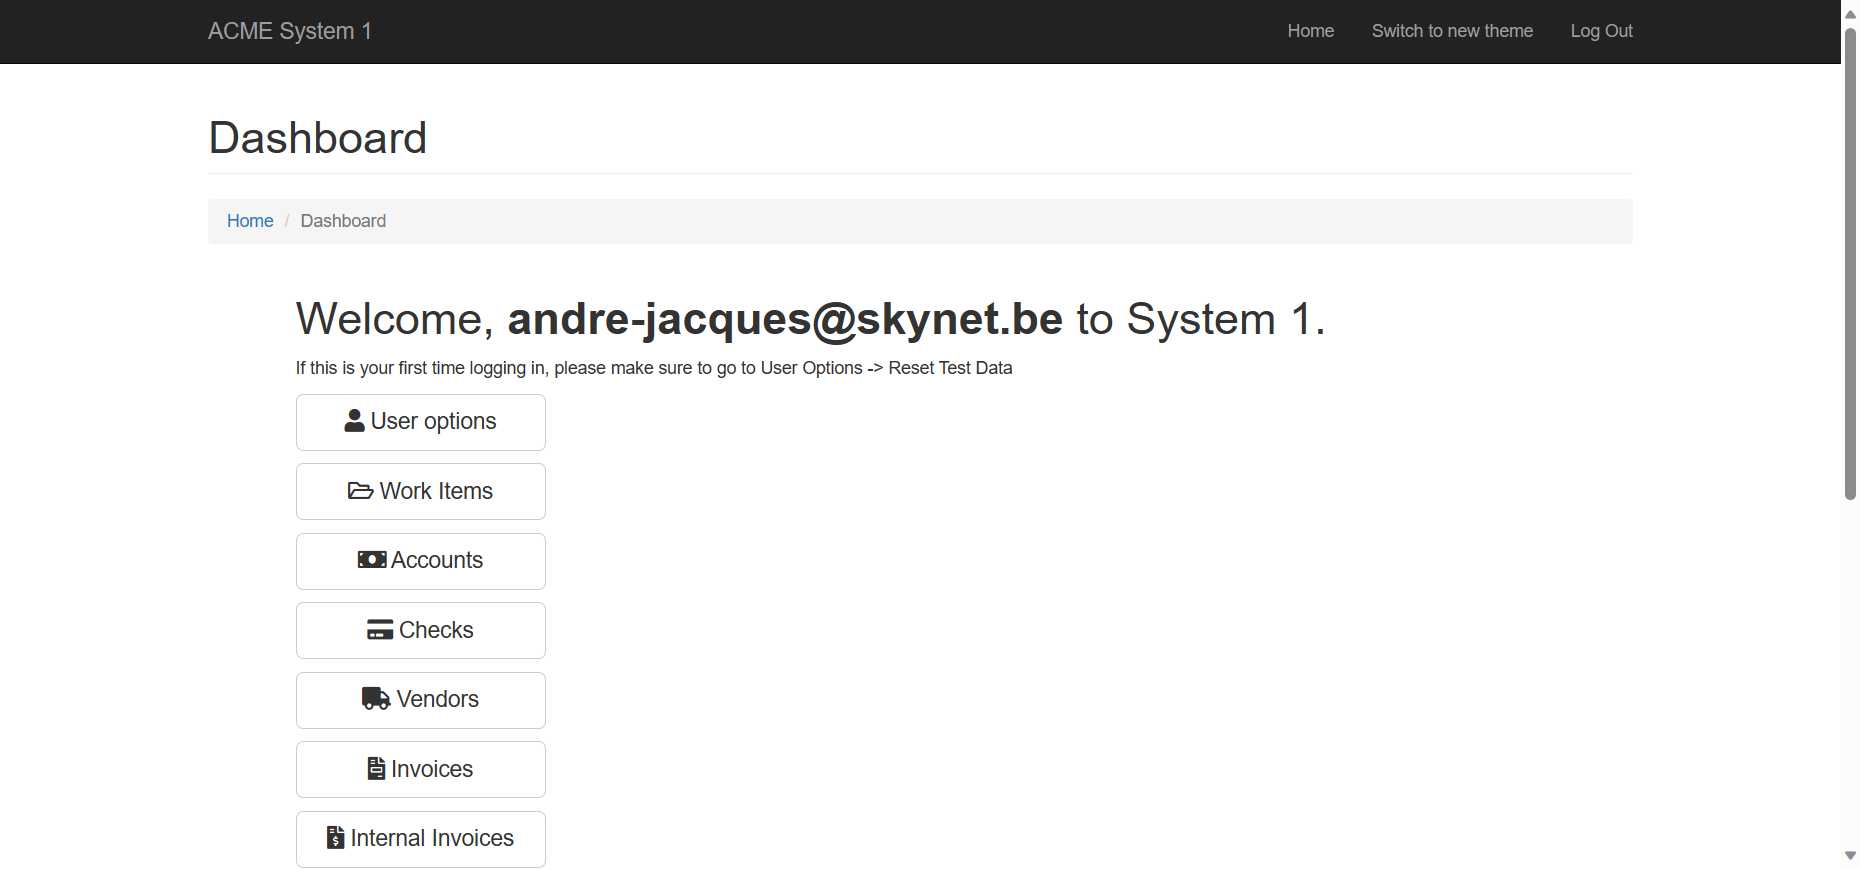 ACME System 1
Home
Switch to new theme
Log Out
Dashboard
Home / Dashboard
Welcome, andre-jacques@skynet.be to System 1.
If this is your first time logging in, please make sure to go to User Options -> Reset Test Data
User options
Work Items
Accounts
Checks
Vendors
Invoices
Internal Invoices